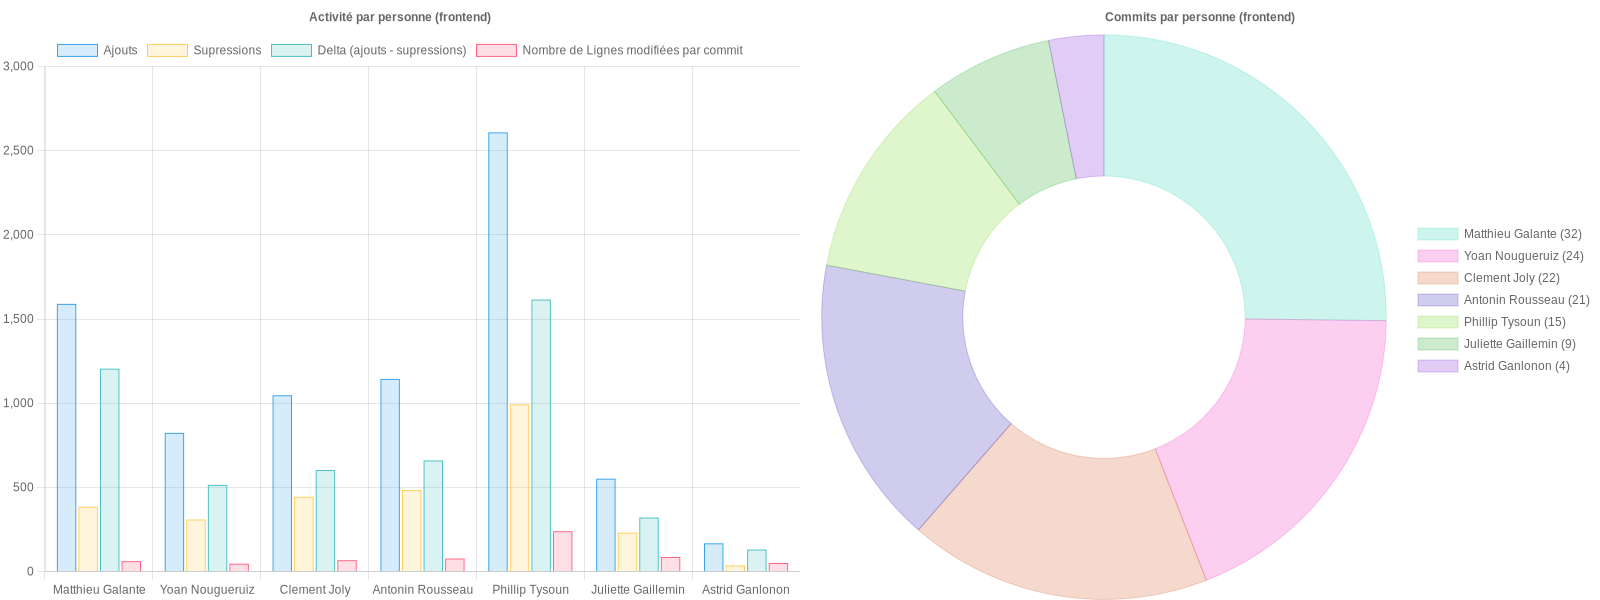 Activité par personne (frontend)
Ajouts Supressions Delta (ajouts - supressions) Nombre de Lignes modifiées par commit
3,000
2,500
2,000
1,500
1,000
500
0
Matthieu Galante Yoan Nougueruiz Clement Joly Antonin Rousseau Phillip Tysoun Juliette Gaillemin Astrid Ganlonon
Commits par personne (frontend)
Matthieu Galante (32)
Yoan Nougueruiz (24)
Clement Joly (22)
Antonin Rousseau (21)
Phillip Tysoun (15)
Juliette Gaillemin (9)
Astrid Ganlonon (4)